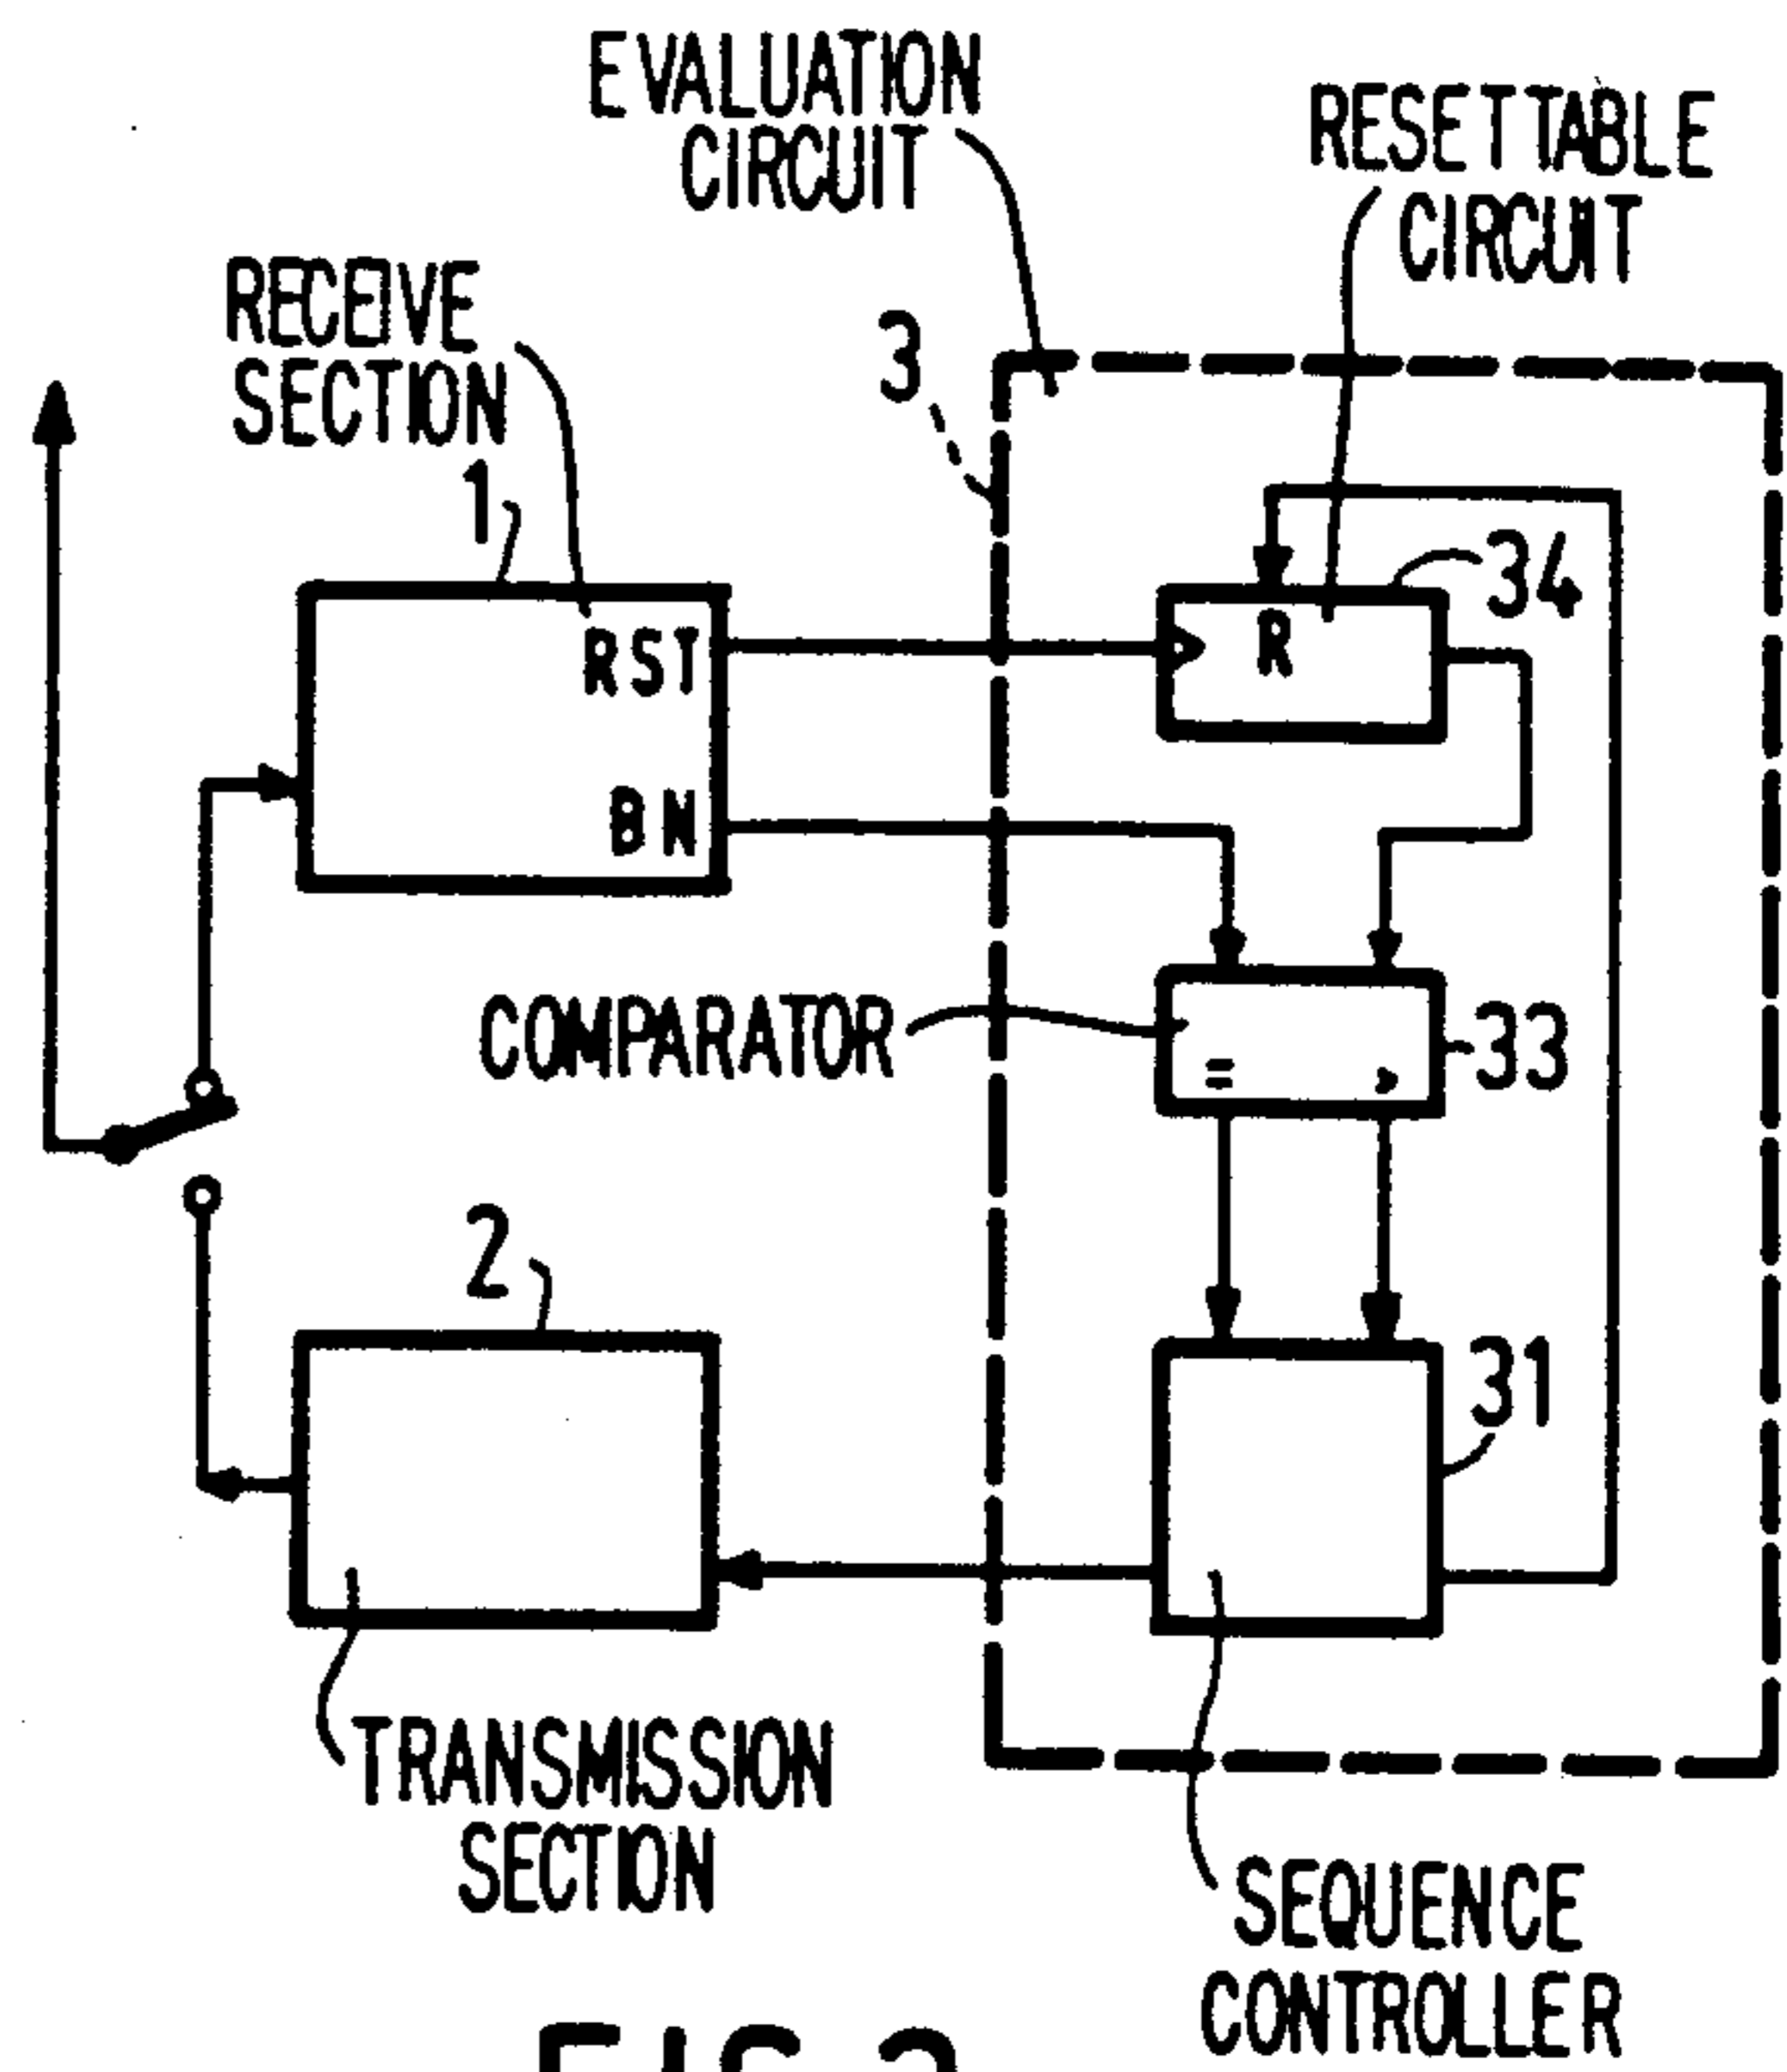 EVALUATION
CIRCUIT
RESETTABLE
CIRCUIT
RECEIVE
SECTION
3
1
34
RST
R
BN
COMPARATOR
33
=
>
2
31
TRANSMISSION
SECTION
SEQUENCE
CONTROLLER